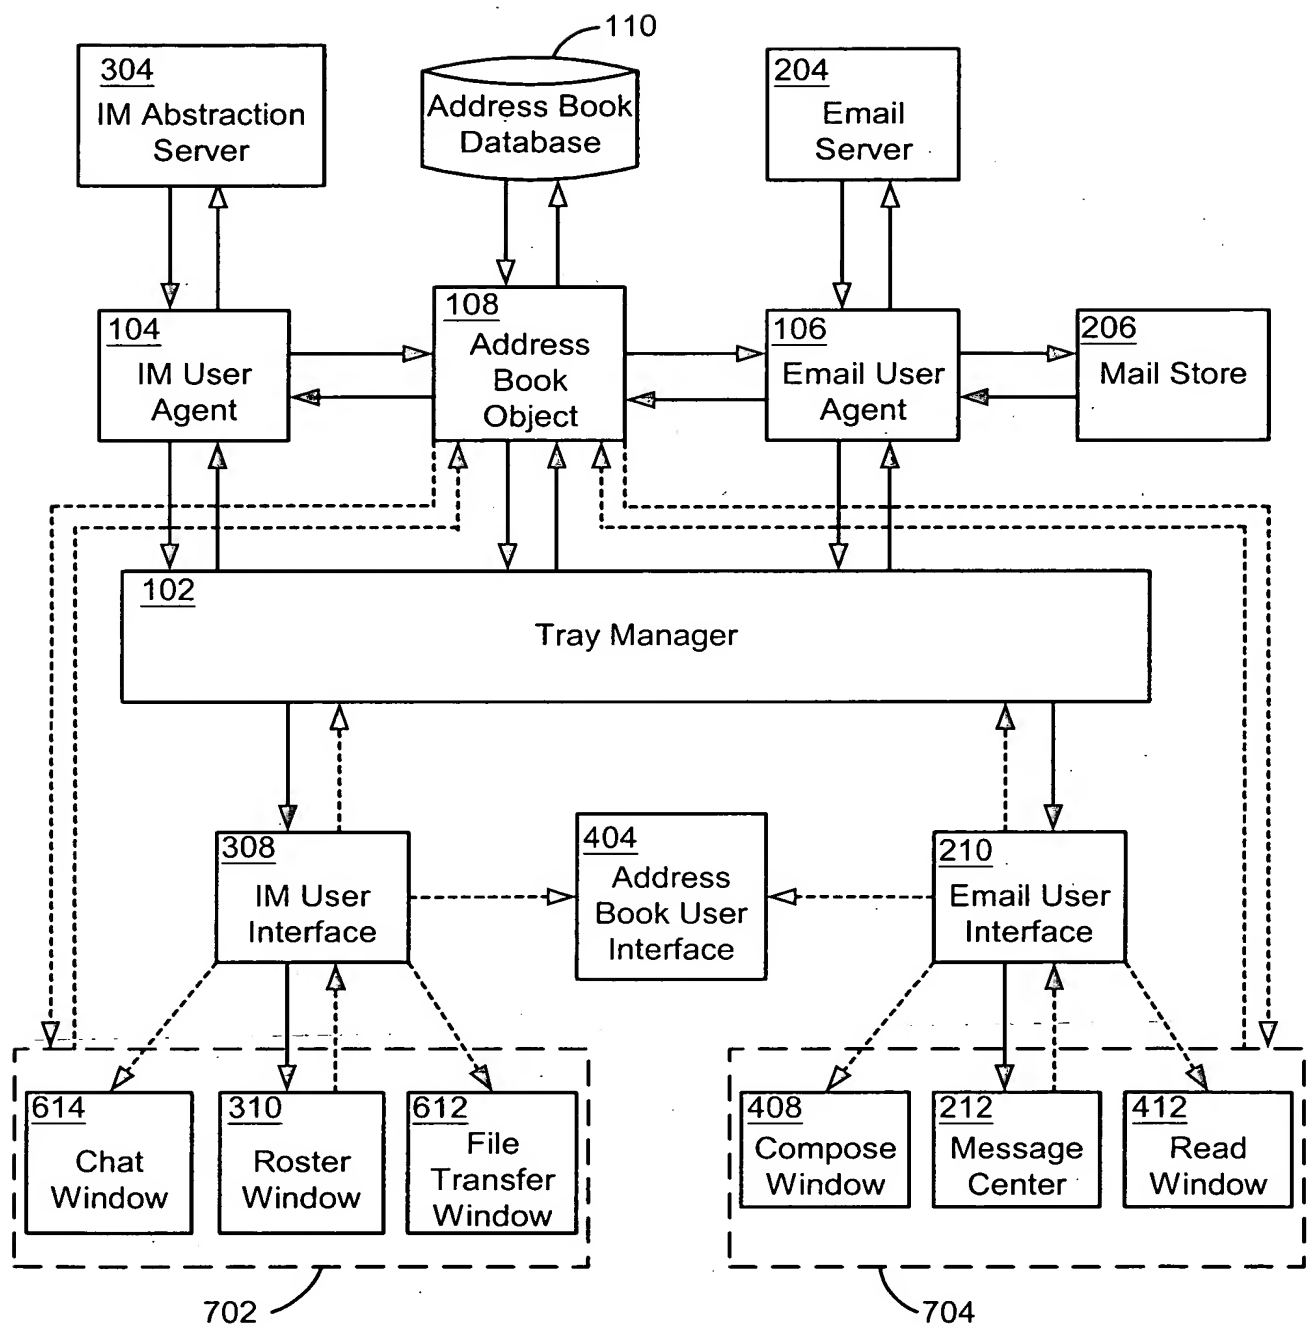 110
304
IM Abstraction
Server
Address Book
Database
204
Email
Server
104
IM User
Agent
108
Address
Book
Object
106
Email User
Agent
206
Mail Store
102
Tray Manager
308
IM User
Interface
404
Address
Book User
Interface
210
Email User
Interface
614
Chat
Window
310
Roster
Window
612
File
Transfer
Window
408
Compose
Window
212
Message
Center
412
Read
Window
702
704